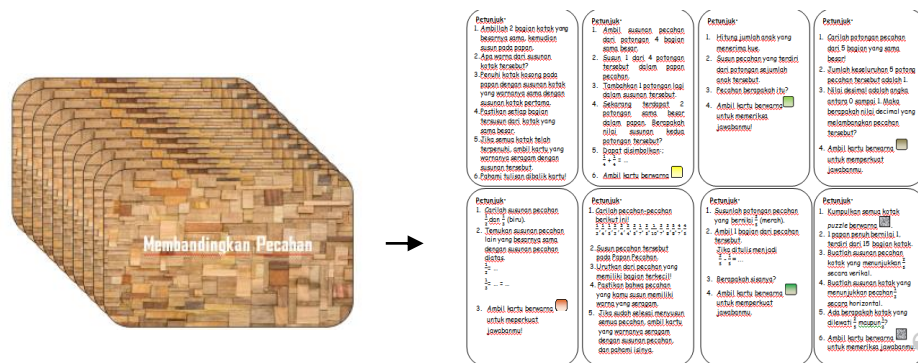 Membandingkan Pecahan
Petunjuk-
1. Ambillah 2 bagian kotak yang
besarnya sama, kemudian
susun pada papan.
2. Apa warna dari susunan
kotak tersebut?
3. Penuhi kotak kosong pada
papan dengan susunan kotak
yang warnanya sama dengan
susunan kotak pertama.
4. Pastikan setiap bagian
tersusun dari kotak yang
sama besar.
5. Jika semua kotak telah
terpenuhi, ambil kartu yang
warnanya seragam dengan
susunan tersebut
6. Pahami tulisan dibalik kartu!
Petunjuk-
1. Ambil susunan pecahan
dari potongan 4 bagian
sama besar.
2. Susun 1 dari 4 potongan
tersebut dalam papan
pecahan.
3. Tambahkan 1 potongan lagi
dalam susunan tersebut.
4. Sekarang terdapat 2
potongan sama besar
dalam papan. Berapakah
nilai susunan kedua
potongan tersebut?
5. Dapat disimbolkan:
1/4 + 1/4 = ...
6. Ambil kartu berwarna
Petunjuk-
1. Hitung jumlah anak yang
menerima kue.
2. Susun pecahan yang terdiri
dari potongan sejumlah
anak tersebut.
3. Pecahan berapakah itu?
4. Ambil kartu berwarna
untuk memeriksa
jawabanmu!
Petunjuk-
1. Carilah potongan pecahan
dari 5 bagian yang sama
besar!
2. Jumlah keseluruhan 5 potong
pecahan tersebut adalah 1.
3. Nilai desimal adalah angka
antara 0 sampai 1. Maka
berapakah nilai decimal yang
melambangkan pecahan
tersebut?
4. Ambil kartu berwarna
untuk memperkuat
jawabanmu.
Petunjuk-
1. Carilah susunan pecahan
dan (biru).
2. Temukan susunan pecahan
lain yang besarnya sama
dengan susunan pecahan
diatas.
= ...
= ... = ...
3. Ambil kartu berwarna
untuk meperkuat
jawabanmu!
Petunjuk-
1. Carilah pecahan-pecahan
berikut ini!
2. Susun pecahan tersebut
pada Papan Pecahan.
3. Urutkan dari pecahan yang
memiliki bagian terkecil!
4. Pastikan bahwa pecahan
yang kamu susun memiliki
warna yang seragam.
5. Jika sudah selesai menyusun
semua pecahan, ambil kartu
yang warnanya seragam
dengan susunan pecahan,
dan pahami isinya.
Petunjuk-
1. Susunlah potongan pecahan
yang bernilai (merah).
2. Ambil 1 bagian dari pecahan
tersebut.
Jika ditulis menjadi
3. Berapakah sisanya?
4. Ambil kartu berwarna
untuk memperkuat
jawabanmu.
Petunjuk-
1. Kumpulkan semua kotak
puzzle berwarna
2. 1 papan penuh bernilai 1,
terdiri dari 15 bagian kotak.
3. Buatlah susunan pecahan
kotak yang menunjukkan
secara verikal.
4. Buatlah susunan kotak yang
menunjukkan pecahan
secara horizontal.
5. Ada berapakah kotak yang
dilewati maupun ?
6. Ambil kartu berwarna
untuk memeriksa jawabanmu